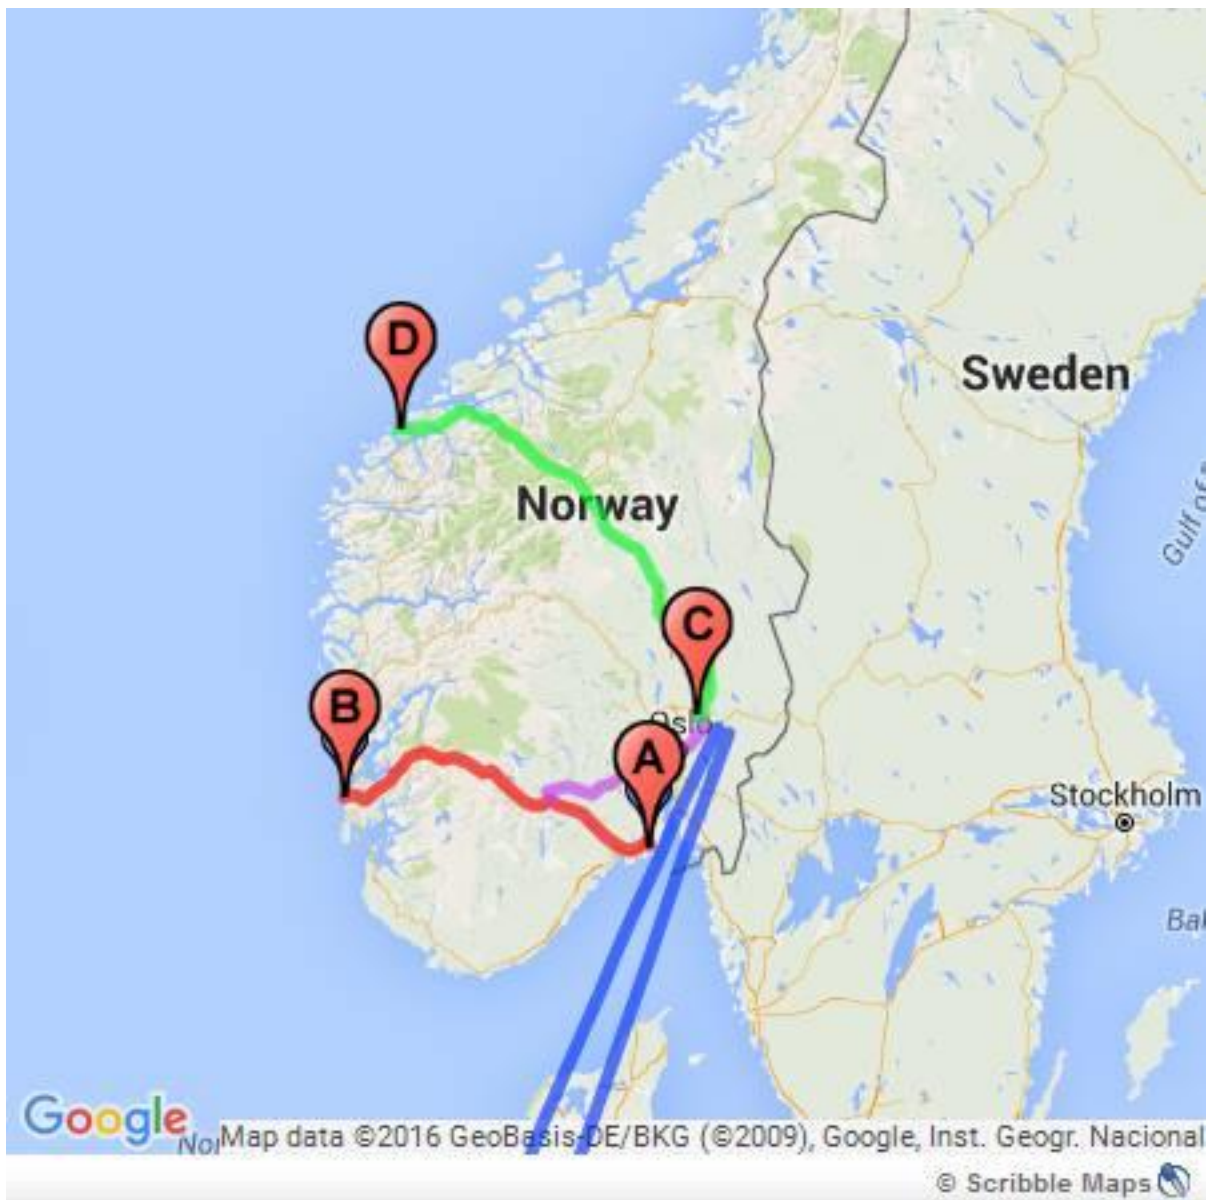 D
Sweden
Norway
Gulf of
C
B
Oslo
A
Stockholm
Bal
Google
Nor
Map data ©2016 GeoBasis-DE/BKG (©2009), Google, Inst. Geogr. Nacional
© Scribble Maps